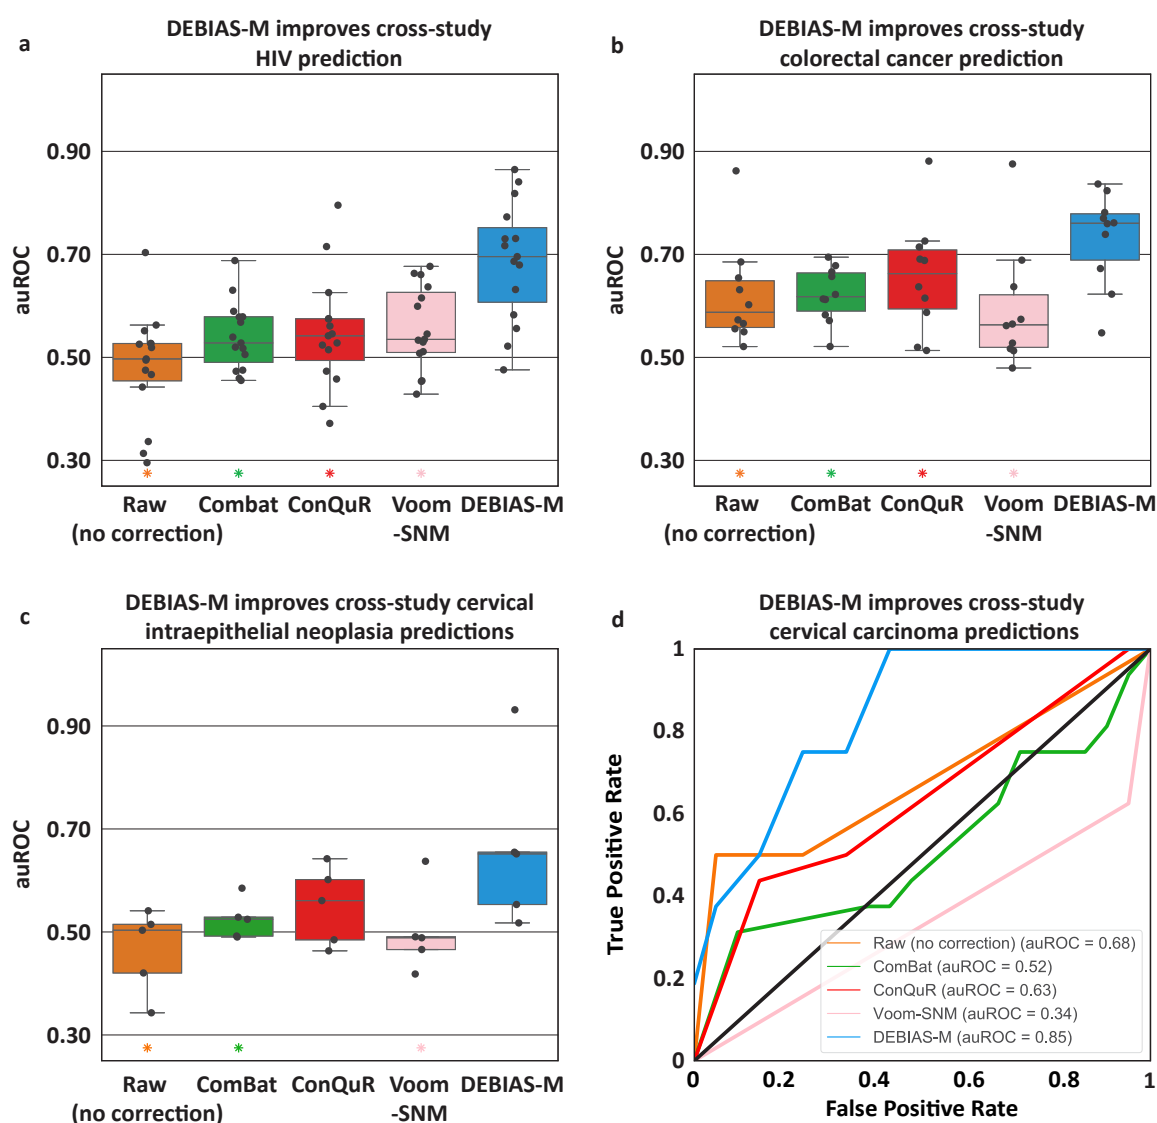 a
DEBIAS-M improves cross-study
HIV prediction
auROC
0.90
0.70
0.50
0.30
*
*
*
*
Raw
(no correction)
Combat
ConQuR
Voom
-SNM
DEBIAS-M
b
DEBIAS-M improves cross-study
colorectal cancer prediction
auROC
0.90
0.70
0.50
0.30
*
*
*
*
Raw
(no correction)
ComBat
ConQuR
Voom
-SNM
DEBIAS-M
c
DEBIAS-M improves cross-study cervical
intraepithelial neoplasia predictions
auROC
0.90
0.70
0.50
0.30
*
*
*
Raw
(no correction)
ComBat
ConQuR
Voom
-SNM
DEBIAS-M
d
DEBIAS-M improves cross-study
cervical carcinoma predictions
True Positive Rate
1
0.8
0.6
0.4
0.2
0
Raw (no correction) (auROC = 0.68)
ComBat (auROC = 0.52)
ConQuR (auROC = 0.63)
Voom-SNM (auROC = 0.34)
DEBIAS-M (auROC = 0.85)
0 0.2 0.4 0.6 0.8 1
False Positive Rate